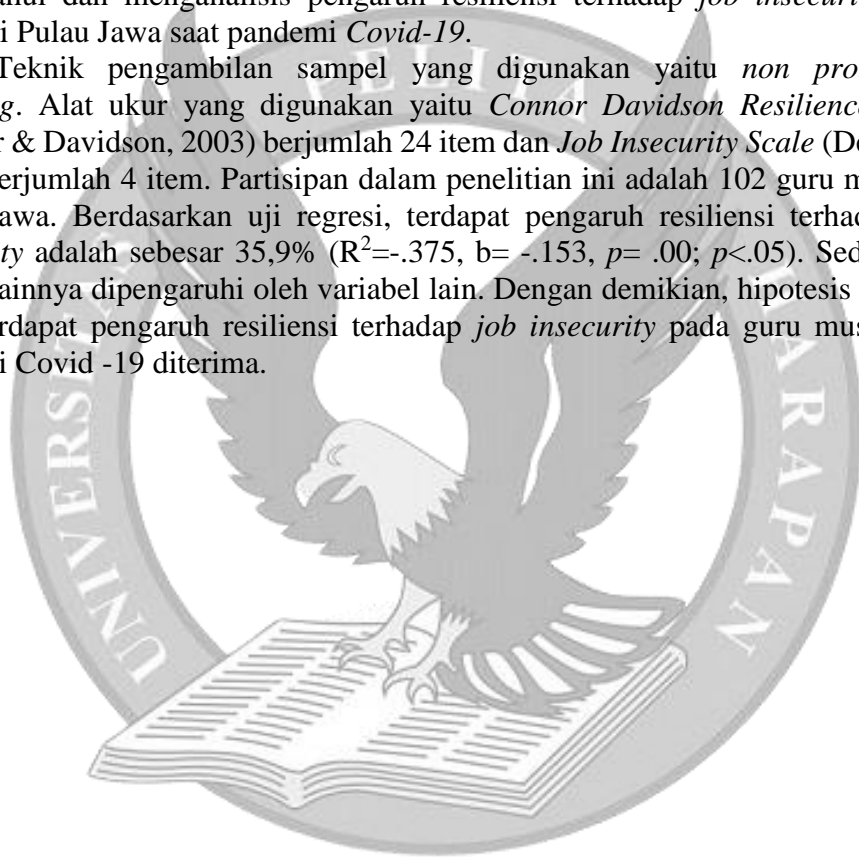 dan menganalisis pengaruh resiliensi terhadap job
i Pulau Jawa saat pandemi Covid-19.
Teknik pengambilan sampel yang digunakan yaitu non
g. Alat ukur yang digunakan yaitu Connor Davidson Resilience
r & Davidson, 2003) berjumlah 24 item dan Job Insecurity Scale (De
erjumlah 4 item. Partisipan dalam penelitian ini adalah 102 guru m
awa. Berdasarkan uji regresi, terdapat pengaruh resiliensi terhad
ty adalah sebesar 35,9% (R²=-.375, b= -.153, p= .00; p<.05). Sed
ainnya dipengaruhi oleh variabel lain. Dengan demikian, hipotesis
rdapat pengaruh resiliensi terhadap job insecurity pada guru mus
i Covid -19 diterima.
UNIVERSITAS PELITA HARAPAN